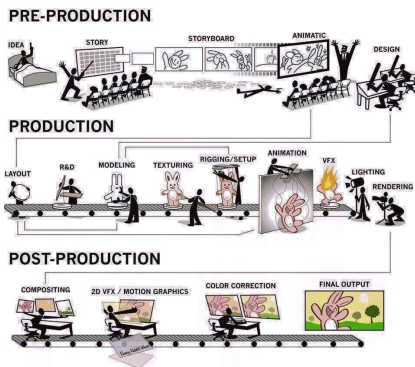 PRE-PRODUCTION
IDEA
STORY
STORYBOARD
ANIMATIC
DESIGN
PRODUCTION
LAYOUT
R&D
MODELING
TEXTURING
RIGGING/SETUP
ANIMATION
VFX
LIGHTING
RENDERING
POST-PRODUCTION
COMPOSITING
2D VFX / MOTION GRAPHICS
COLOR CORRECTION
FINAL OUTPUT